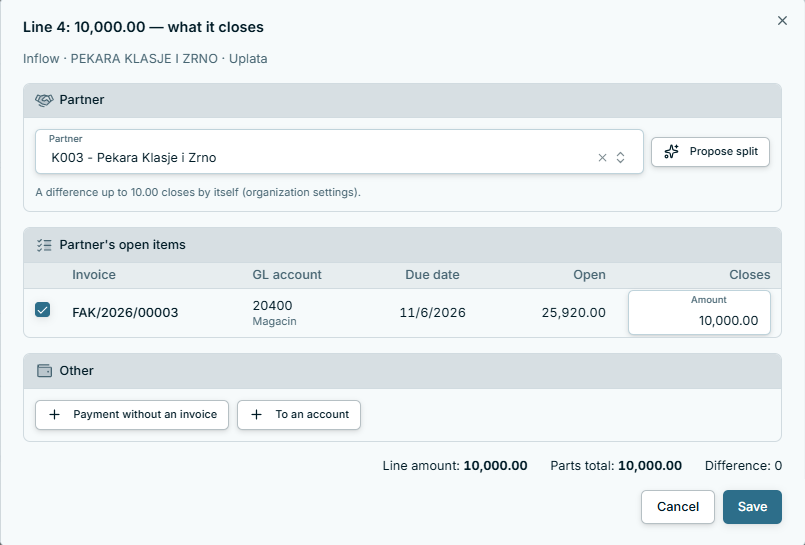 Line 4: 10,000.00 — what it closes
Inflow · PEKARA KLASJE I ZRNO · Uplata
Partner
Partner
K003 - Pekara Klasje i Zrno
Propose split
A difference up to 10.00 closes by itself (organization settings).
Partner's open items
Invoice GL account Due date Open Closes
FAK/2026/00003 20400 Magacin 11/6/2026 25,920.00 Amount 10,000.00
Other
Payment without an invoice To an account
Line amount: 10,000.00 Parts total: 10,000.00 Difference: 0
Cancel Save